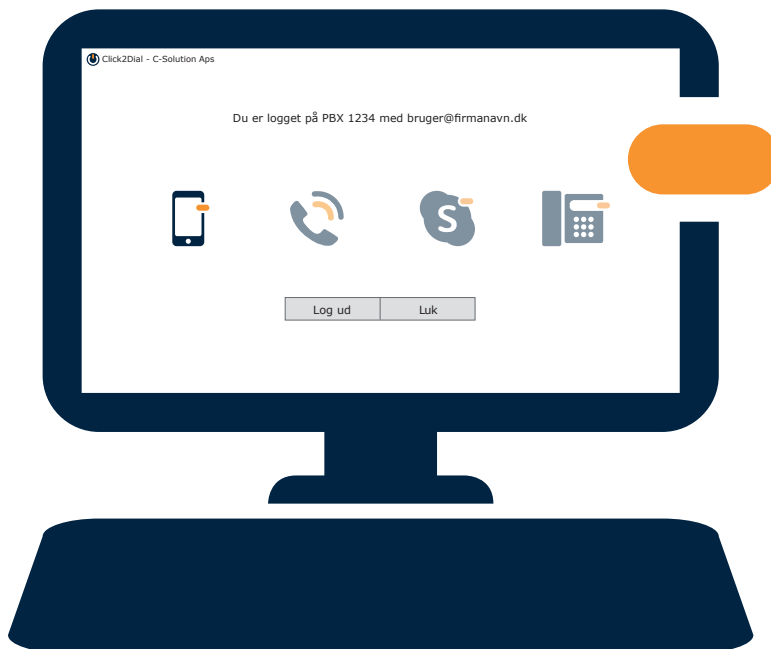 Click2Dial - C-Solution Aps
Du er logget på PBX 1234 med bruger@firmanavn.dk
S
Log ud
Luk